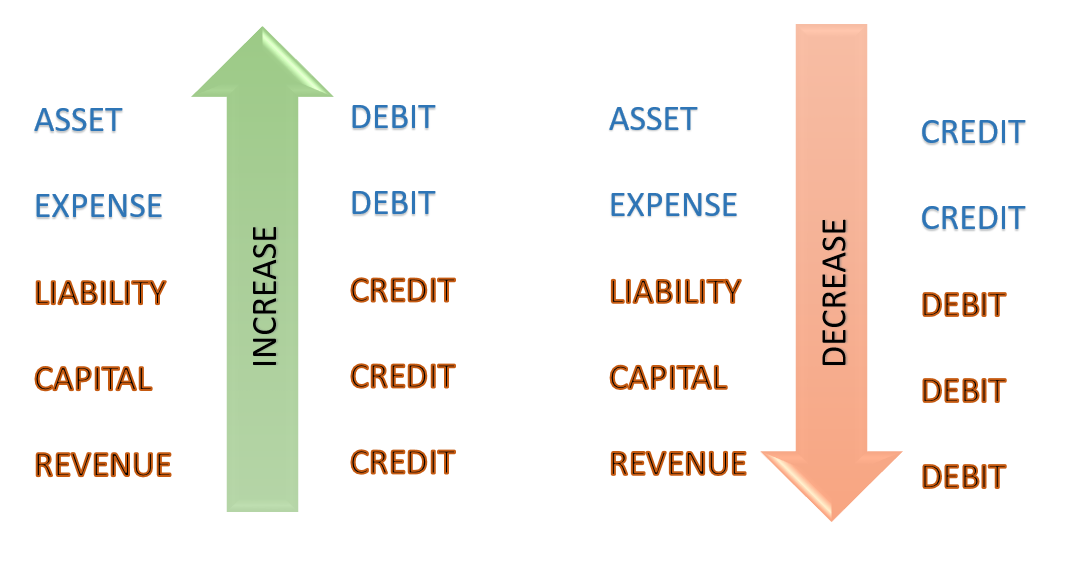 ASSET DEBIT ASSET CREDIT
EXPENSE DEBIT EXPENSE CREDIT
INCREASE DECREASE
LIABILITY CREDIT LIABILITY DEBIT
CAPITAL CREDIT CAPITAL DEBIT
REVENUE CREDIT REVENUE DEBIT